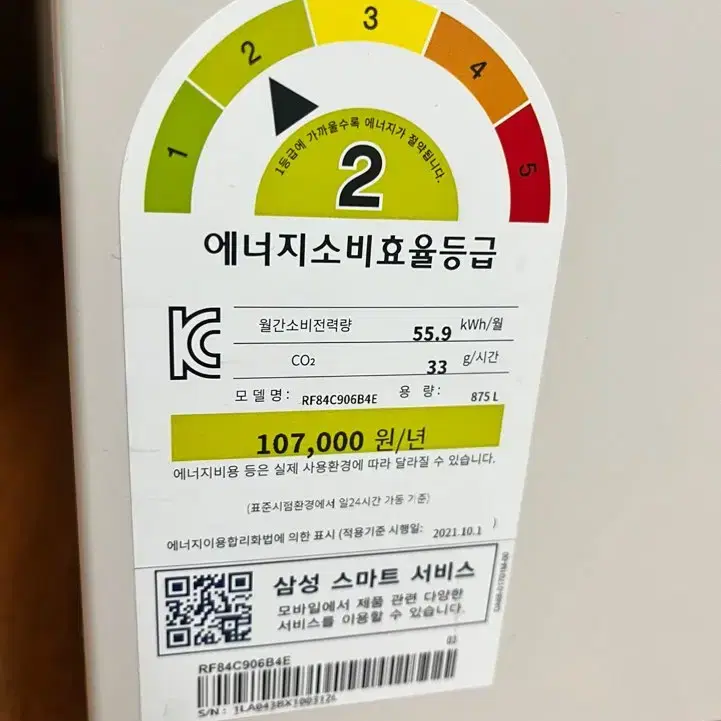 1
2
3
4
5
1등급에 가까울수록 에너지가 절약됩니다.
2
에너지소비효율등급
월간소비전력량 55.9 kWh/월
CO₂ 33 g/시간
모델명: RF84C906B4E 용 량: 875 L
107,000 원/년
에너지비용 등은 실제 사용환경에 따라 달라질 수 있습니다.
(표준시험환경에서 일24시간 가동 기준)
에너지이용합리화법에 의한 표시 (적용기준 시행일: 2021.10.1 )
삼성 스마트 서비스
모바일에서 제품 관련 다양한
서비스를 이용할 수 있습니다.
03
RF84C906B4E
S/N :